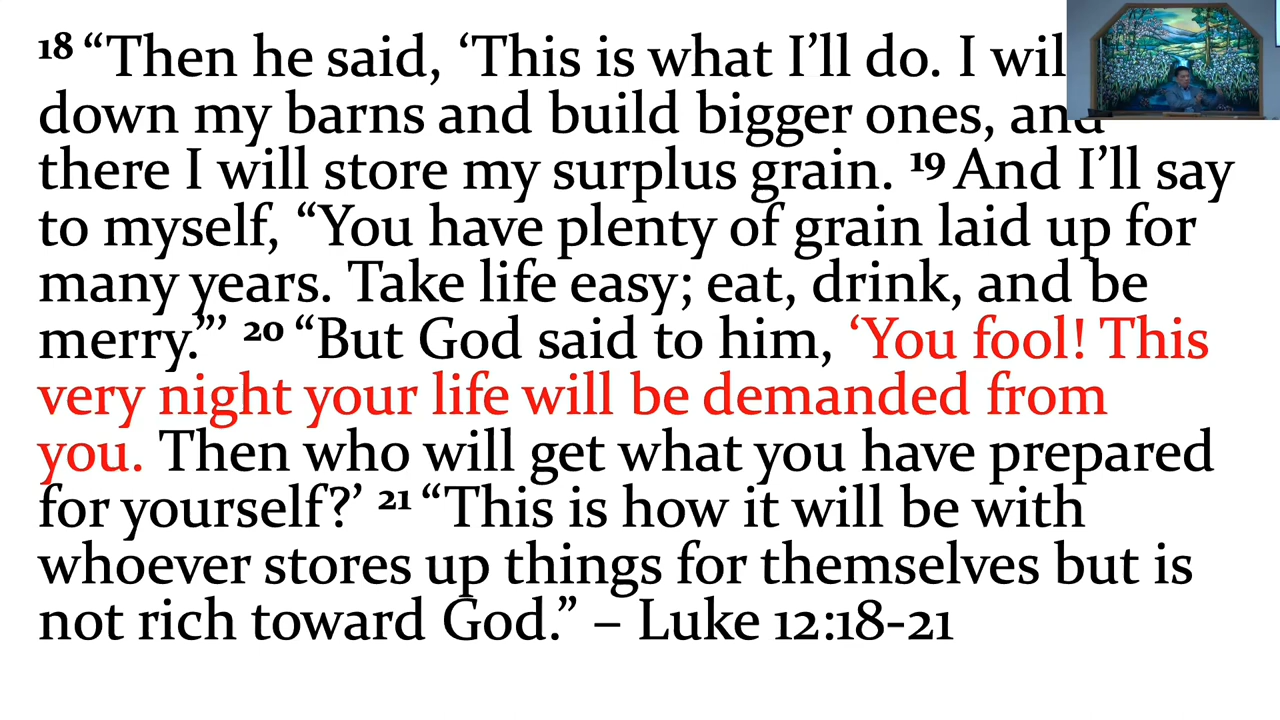 18 “Then he said, ‘This is what I’ll do. I wil
down my barns and build bigger ones, and
there I will store my surplus grain. 19 And I’ll say
to myself, “You have plenty of grain laid up for
many years. Take life easy; eat, drink, and be
merry.”’ 20 “But God said to him, ‘You fool! This
very night your life will be demanded from
you. Then who will get what you have prepared
for yourself?’ 21 “This is how it will be with
whoever stores up things for themselves but is
not rich toward God.” – Luke 12:18-21